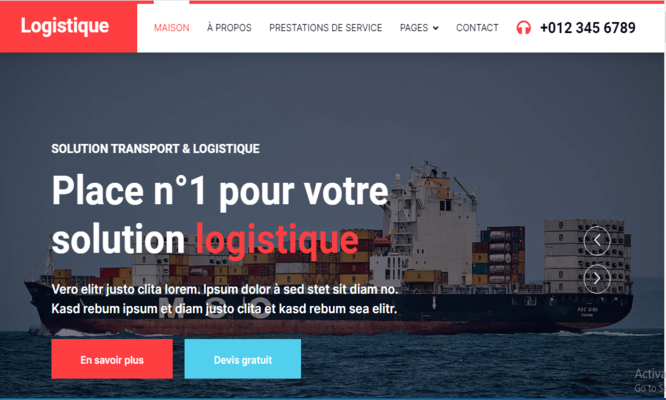 Logistique
MAISON
À PROPOS
PRESTATIONS DE SERVICE
PAGES
CONTACT
+012 345 6789
SOLUTION TRANSPORT & LOGISTIQUE
Place n°1 pour votre
solution logistique
Vero elitr justo clita lorem. Ipsum dolor à sed stet sit diam no.
Kasd rebum ipsum et diam justo clita et kasd rebum sea elitr.
MSC
En savoir plus
Devis gratuit
Activa
Go to S